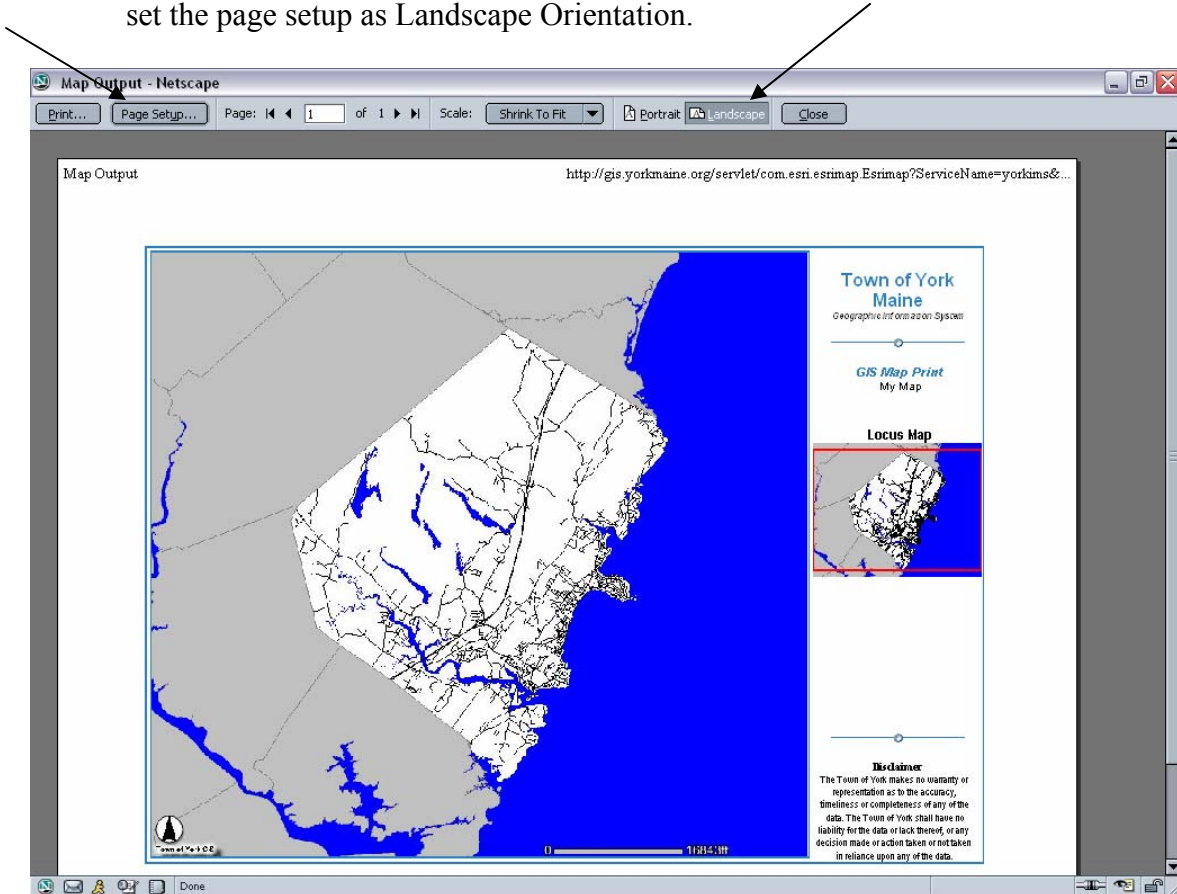 set the page setup as Landscape Orientation.
Map Output - Netscape
Print... Page Setup... Page: 1 of 1 Scale: Shrink To Fit Portrait Landscape Close
Map Output http://gis.yorkmaine.org/servlet/com.esri.esrimap.Esrimap?ServiceName=yorkims&...
Town of York
Maine
Geographic Information System
GIS Map Print
My Map
Locus Map
Disclaimer
The Town of York makes no warranty or
representation as to the accuracy,
timeliness or completeness of any of the
data. The Town of York shall have no
liability for the data or lack thereof, or any
decision made or action taken or not taken
in reliance upon any of the data.
Town of York
0 16843ft
Done